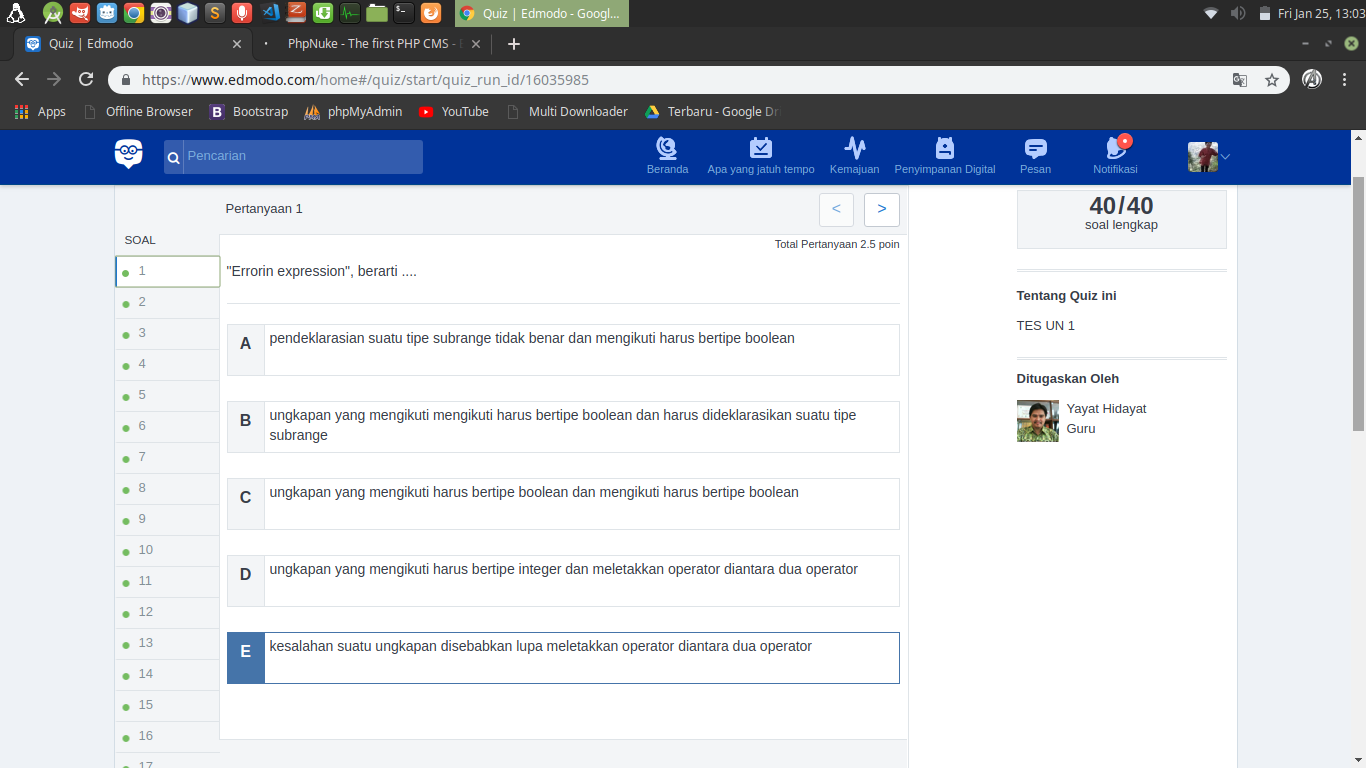 Quiz | Edmodo - Googl...
Fri Jan 25, 13:03
Quiz | Edmodo
PhpNuke - The first PHP CMS -
https://www.edmodo.com/home#/quiz/start/quiz_run_id/16035985
Apps
Offline Browser
Bootstrap
phpMyAdmin
YouTube
Multi Downloader
Terbaru - Google Dr
Pencarian
Beranda
Apa yang jatuh tempo
Kemajuan
Penyimpanan Digital
Pesan
Notifikasi
Pertanyaan 1
<
>
40/40
soal lengkap
SOAL
Total Pertanyaan 2.5 poin
1
2
3
4
5
6
7
8
9
10
11
12
13
14
15
16
17
"Errorin expression", berarti ....
A
pendeklarasian suatu tipe subrange tidak benar dan mengikuti harus bertipe boolean
B
ungkapan yang mengikuti mengikuti harus bertipe boolean dan harus dideklarasikan suatu tipe
subrange
C
ungkapan yang mengikuti harus bertipe boolean dan mengikuti harus bertipe boolean
D
ungkapan yang mengikuti harus bertipe integer dan meletakkan operator diantara dua operator
E
kesalahan suatu ungkapan disebabkan lupa meletakkan operator diantara dua operator
Tentang Quiz ini
TES UN 1
Ditugaskan Oleh
Yayat Hidayat
Guru